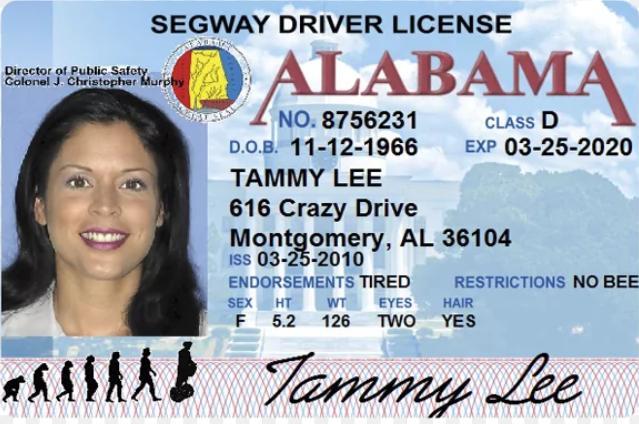 SEGWAY DRIVER LICENSE
Director of Public Safety
Colonel J. Christopher Murphy
ALABAMA
NO. 8756231 CLASS D
D.O.B. 11-12-1966 EXP 03-25-2020
TAMMY LEE
616 Crazy Drive
Montgomery, AL 36104
ISS 03-25-2010
ENDORSEMENTS TIRED RESTRICTIONS NO BEE
SEX HT WT EYES HAIR
F 5.2 126 TWO YES
Tammy Lee